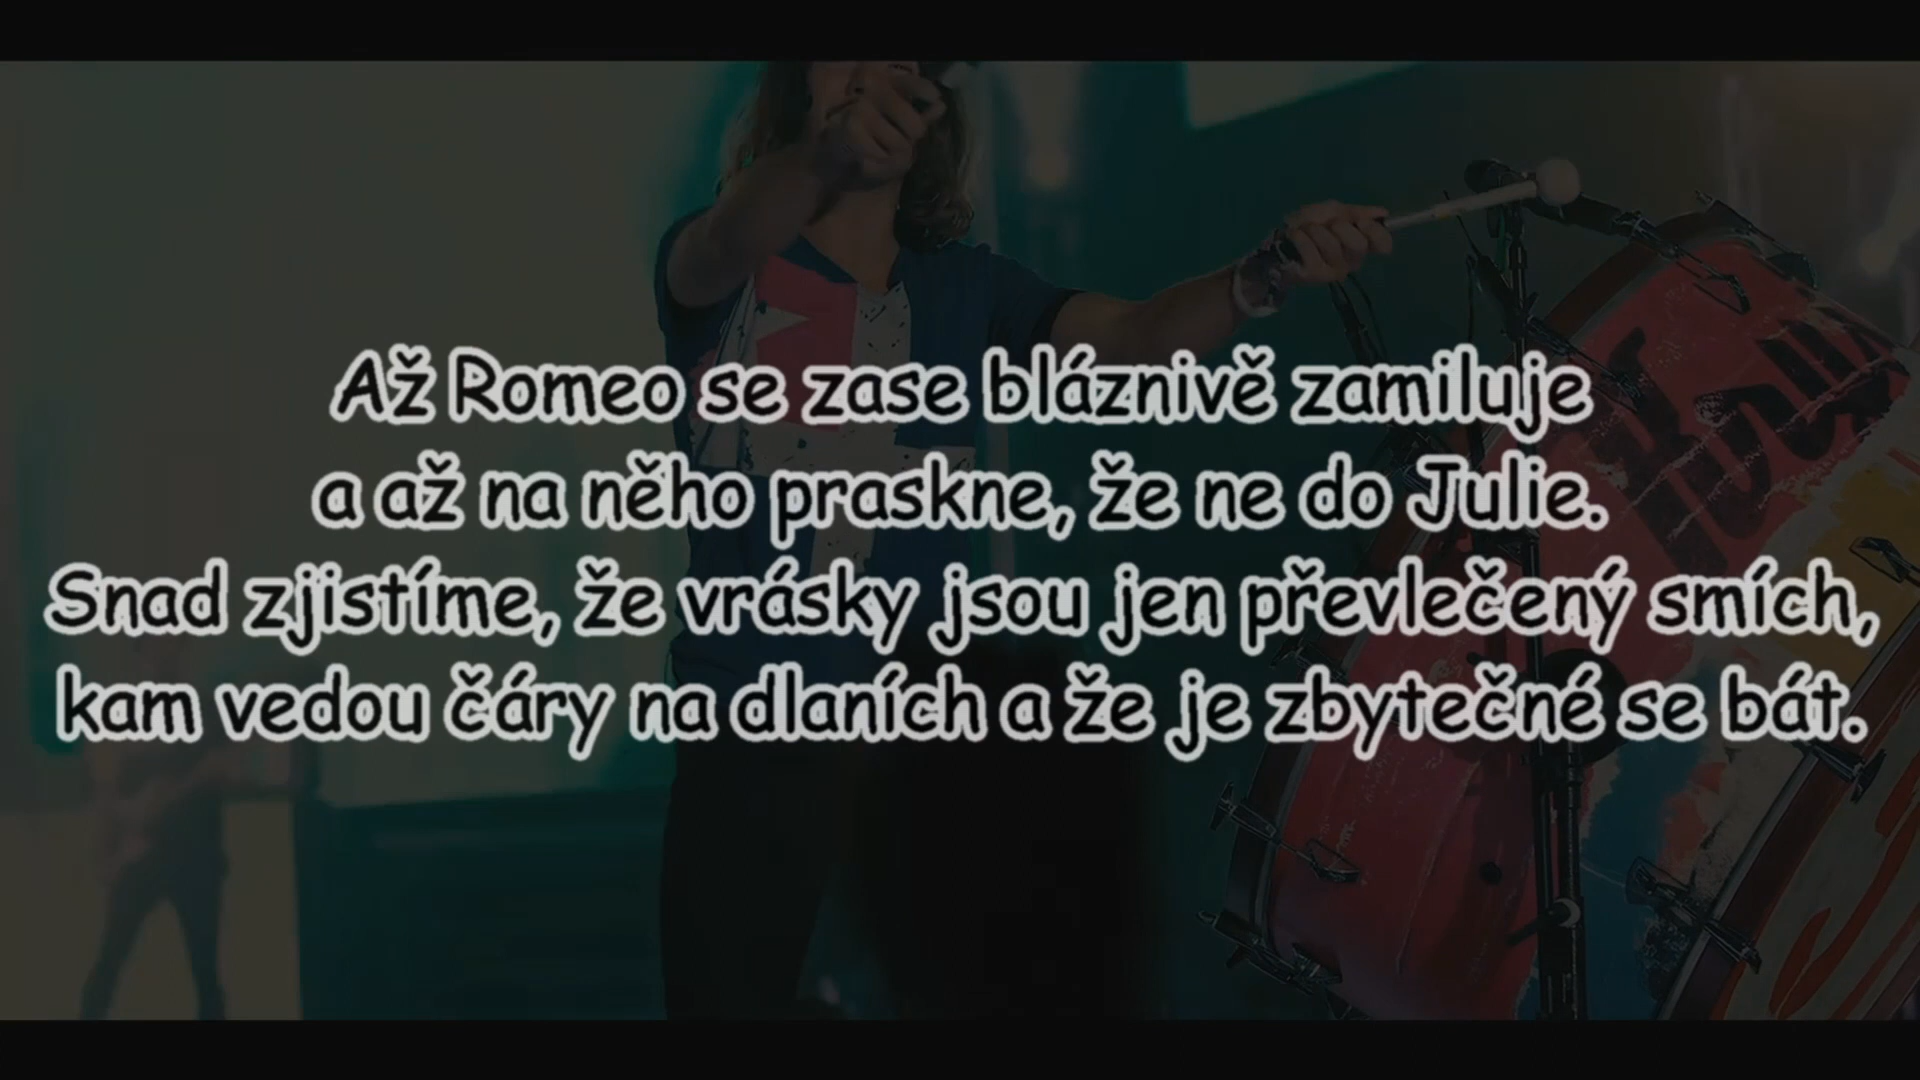 Až Romeo se zase bláznivě zamiluje
a až na něho praskne, že ne do Julie.
Snad zjistíme, že vrásky jsou jen převlečený smích,
kam vedou čáry na dlaních a že je zbytečné se bát.